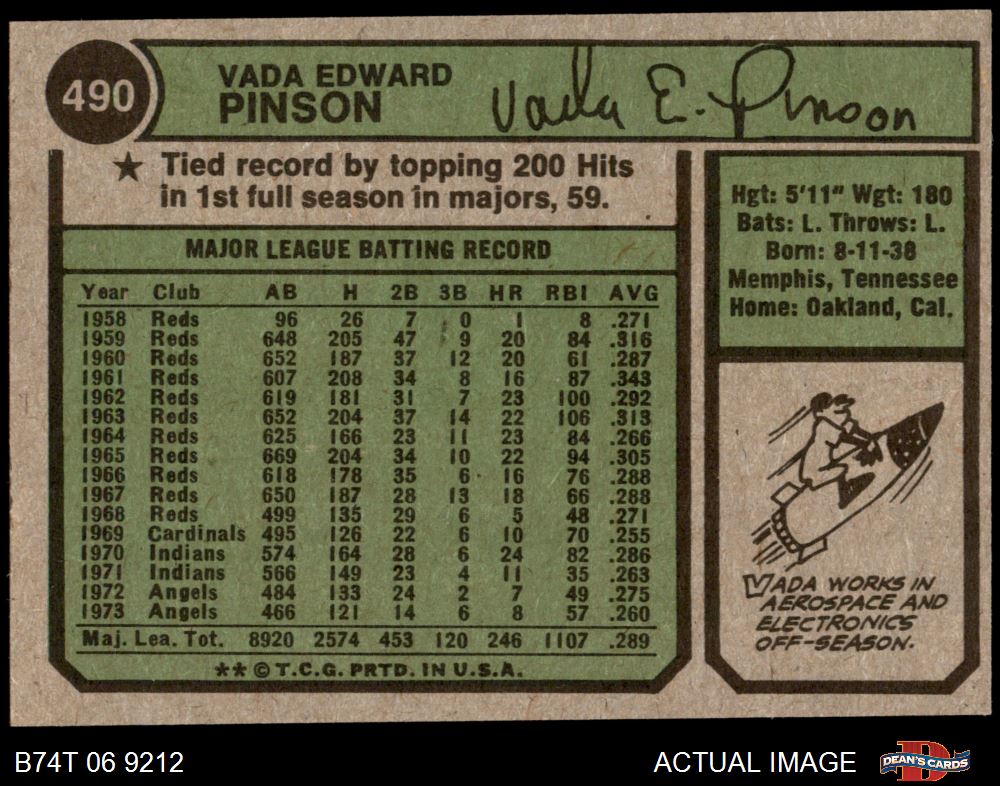 490
VADA EDWARD
PINSON
Vada E. Pinson
★ Tied record by topping 200 Hits
in 1st full season in majors, 59.
MAJOR LEAGUE BATTING RECORD
Year Club AB H 2B 3B HR RBI AVG
1958 Reds 96 26 7 0 1 8 .271
1959 Reds 648 205 47 9 20 84 .316
1960 Reds 652 187 37 12 20 61 .287
1961 Reds 607 208 34 8 16 87 .343
1962 Reds 619 181 31 7 23 100 .292
1963 Reds 652 204 37 14 22 106 .313
1964 Reds 625 166 23 11 23 84 .266
1965 Reds 669 204 34 10 22 94 .305
1966 Reds 618 178 35 6 16 76 .288
1967 Reds 650 187 28 13 18 66 .288
1968 Reds 499 135 29 6 5 48 .271
1969 Cardinals 495 126 22 6 10 70 .255
1970 Indians 574 164 28 6 24 82 .286
1971 Indians 566 149 23 4 11 35 .263
1972 Angels 484 133 24 2 7 49 .275
1973 Angels 466 121 14 6 8 57 .260
Maj. Lea. Tot. 8920 2574 453 120 246 1107 .289
★★ © T.C.G. PRTD. IN U.S.A.
Hgt: 5'11" Wgt: 180
Bats: L. Throws: L.
Born: 8-11-38
Memphis, Tennessee
Home: Oakland, Cal.
VADA WORKS IN
AEROSPACE AND
ELECTRONICS
OFF-SEASON.
B74T 06 9212
ACTUAL IMAGE
DEAN'S CARDS